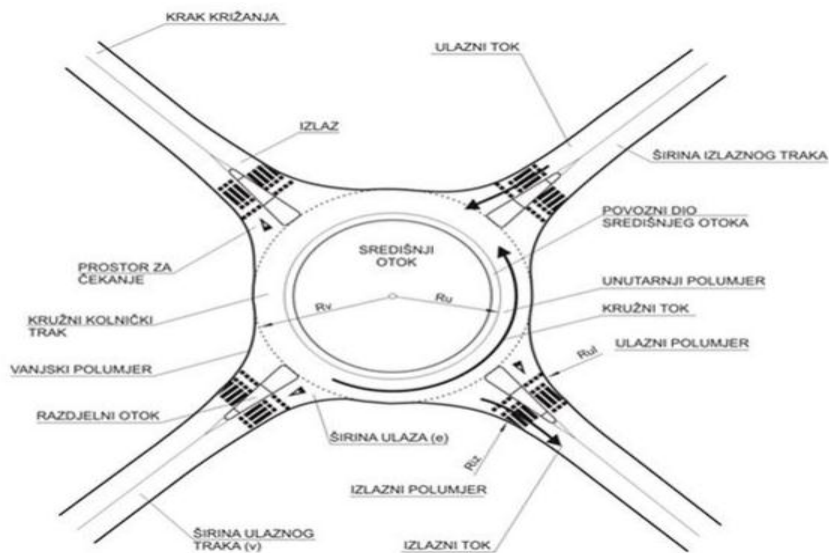 KRAK KRIŽANJA
ULAZNI TOK
IZLAZ
ŠIRINA IZLAZNOG TRAKA
POVOZNI DIO
SREDIŠNJEG OTOKA
SREDIŠNJI
OTOK
PROSTOR ZA
ČEKANJE
UNUTARNJI POLUMJER
Rv
Ru
KRUŽNI TOK
KRUŽNI KOLNIČKI
TRAK
ULAZNI POLUMJER
Rul
VANJSKI POLUMJER
RAZDJELNI OTOK
ŠIRINA ULAZA (e)
Riz
IZLAZNI POLUMJER
ŠIRINA ULAZNOG
TRAKA (v)
IZLAZNI TOK